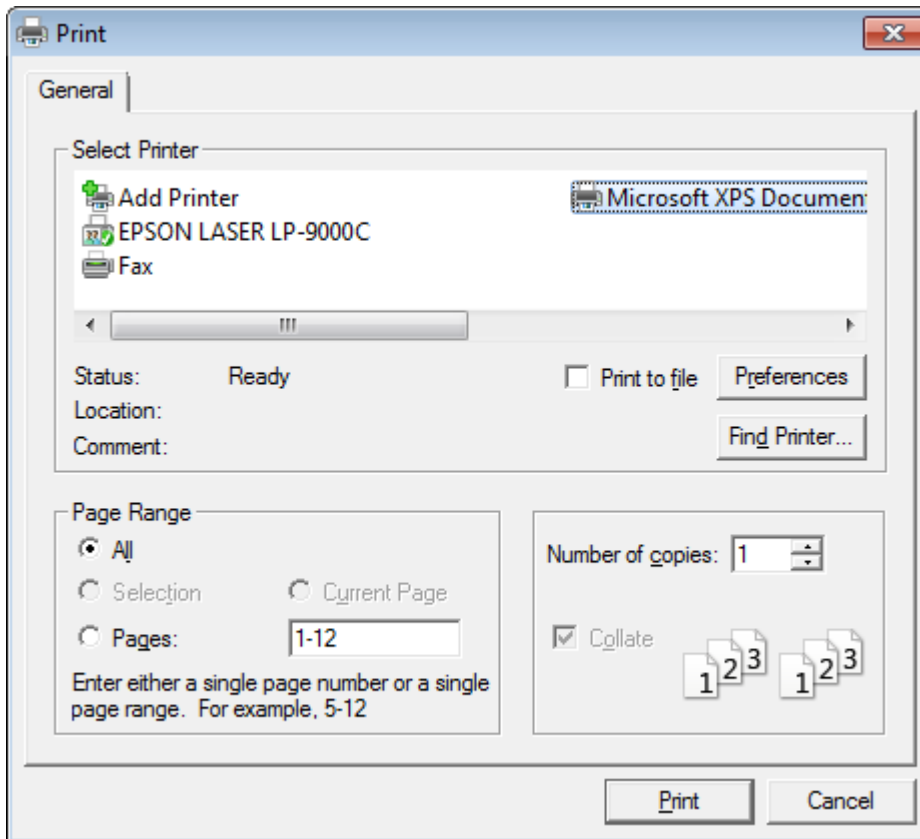 Print
General
Select Printer
Add Printer
Microsoft XPS Documen
EPSON LASER LP-9000C
Fax
Status: Ready
Print to file
Preferences
Location:
Comment:
Find Printer...
Page Range
All
Selection
Current Page
Pages: 1-12
Enter either a single page number or a single
page range. For example, 5-12
Number of copies: 1
Collate
1 2 3 1 2 3
Print
Cancel